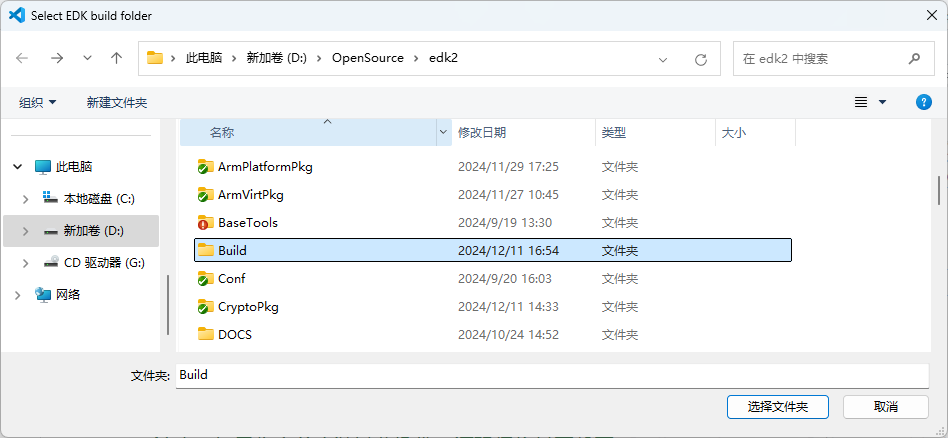 Select EDK build folder
此电脑 新加卷 (D:) OpenSource edk2
在 edk2 中搜索
组织 新建文件夹
此电脑
本地磁盘 (C:)
新加卷 (D:)
CD 驱动器 (G:)
网络
名称 修改日期 类型 大小
ArmPlatformPkg 2024/11/29 17:25 文件夹
ArmVirtPkg 2024/11/27 10:45 文件夹
BaseTools 2024/9/19 13:30 文件夹
Build 2024/12/11 16:54 文件夹
Conf 2024/9/20 16:03 文件夹
CryptoPkg 2024/12/11 14:33 文件夹
DOCS 2024/10/24 14:52 文件夹
文件夹: Build
选择文件夹 取消